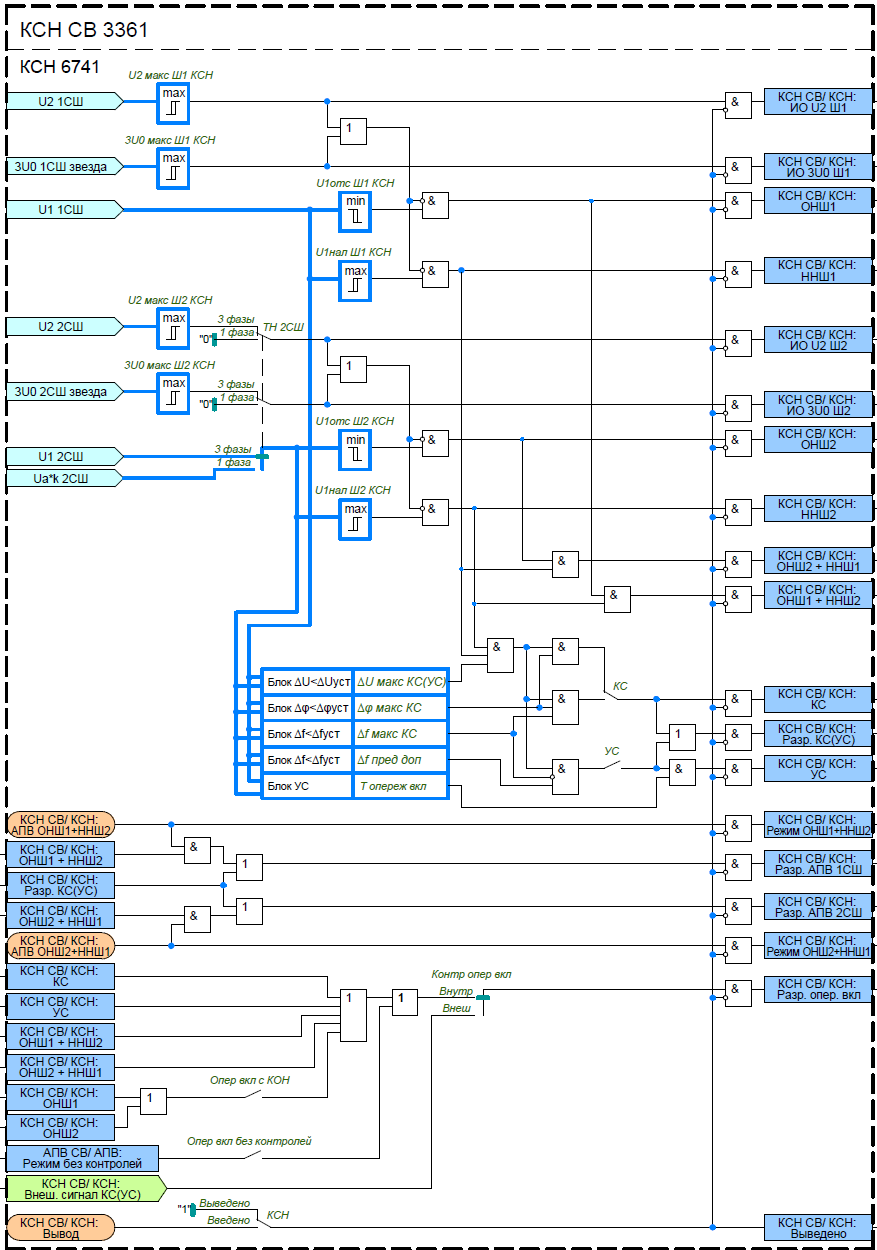 КСН СВ 3361
КСН 6741
U2 макс Ш1 КСН
U2 1СШ
max
&
КСН СВ/ КСН:
ИО U2 Ш1
1
3U0 макс Ш1 КСН
3U0 1СШ звезда
max
&
КСН СВ/ КСН:
ИО 3U0 Ш1
U1отс Ш1 КСН
U1 1СШ
min
&
&
КСН СВ/ КСН:
ОНШ1
U1нал Ш1 КСН
max
&
&
КСН СВ/ КСН:
ННШ1
U2 макс Ш2 КСН
U2 2СШ
max
3 фазы
"0"
1 фаза
ТН 2СШ
&
КСН СВ/ КСН:
ИО U2 Ш2
1
3U0 макс Ш2 КСН
3U0 2СШ звезда
max
3 фазы
"0"
1 фаза
&
КСН СВ/ КСН:
ИО 3U0 Ш2
U1отс Ш2 КСН
U1 2СШ
3 фазы
1 фаза
Ua*k 2СШ
min
&
&
КСН СВ/ КСН:
ОНШ2
U1нал Ш2 КСН
max
&
&
КСН СВ/ КСН:
ННШ2
&
&
КСН СВ/ КСН:
ОНШ2 + ННШ1
&
&
КСН СВ/ КСН:
ОНШ1 + ННШ2
&
&
Блок ΔU<ΔUуст
ΔU макс КС(УС)
Блок Δφ<Δφуст
Δφ макс КС
&
КС
&
КСН СВ/ КСН:
КС
Блок Δf<Δfуст
Δf макс КС
1
&
КСН СВ/ КСН:
Разр. КС(УС)
Блок Δf<Δfуст
Δf пред доп
&
УС
&
&
КСН СВ/ КСН:
УС
Блок УС
Т опереж вкл
КСН СВ/ КСН:
АПВ ОНШ1+ННШ2
&
КСН СВ/ КСН:
Режим ОНШ1+ННШ2
КСН СВ/ КСН:
ОНШ1 + ННШ2
&
1
&
КСН СВ/ КСН:
Разр. АПВ 1СШ
КСН СВ/ КСН:
Разр. КС(УС)
КСН СВ/ КСН:
ОНШ2 + ННШ1
&
1
&
КСН СВ/ КСН:
Разр. АПВ 2СШ
КСН СВ/ КСН:
АПВ ОНШ2+ННШ1
&
КСН СВ/ КСН:
Режим ОНШ2+ННШ1
КСН СВ/ КСН:
КС
Контр опер вкл
1
1
Внутр
Внеш
&
КСН СВ/ КСН:
Разр. опер. вкл
КСН СВ/ КСН:
УС
КСН СВ/ КСН:
ОНШ1 + ННШ2
КСН СВ/ КСН:
ОНШ2 + ННШ1
КСН СВ/ КСН:
ОНШ1
1
Опер вкл с КОН
КСН СВ/ КСН:
ОНШ2
АПВ СВ/ АПВ:
Режим без контролей
Опер вкл без контролей
КСН СВ/ КСН:
Внеш. сигнал КС(УС)
"1"
Выведено
Введено
КСН
КСН СВ/ КСН:
Вывод
КСН СВ/ КСН:
Выведено